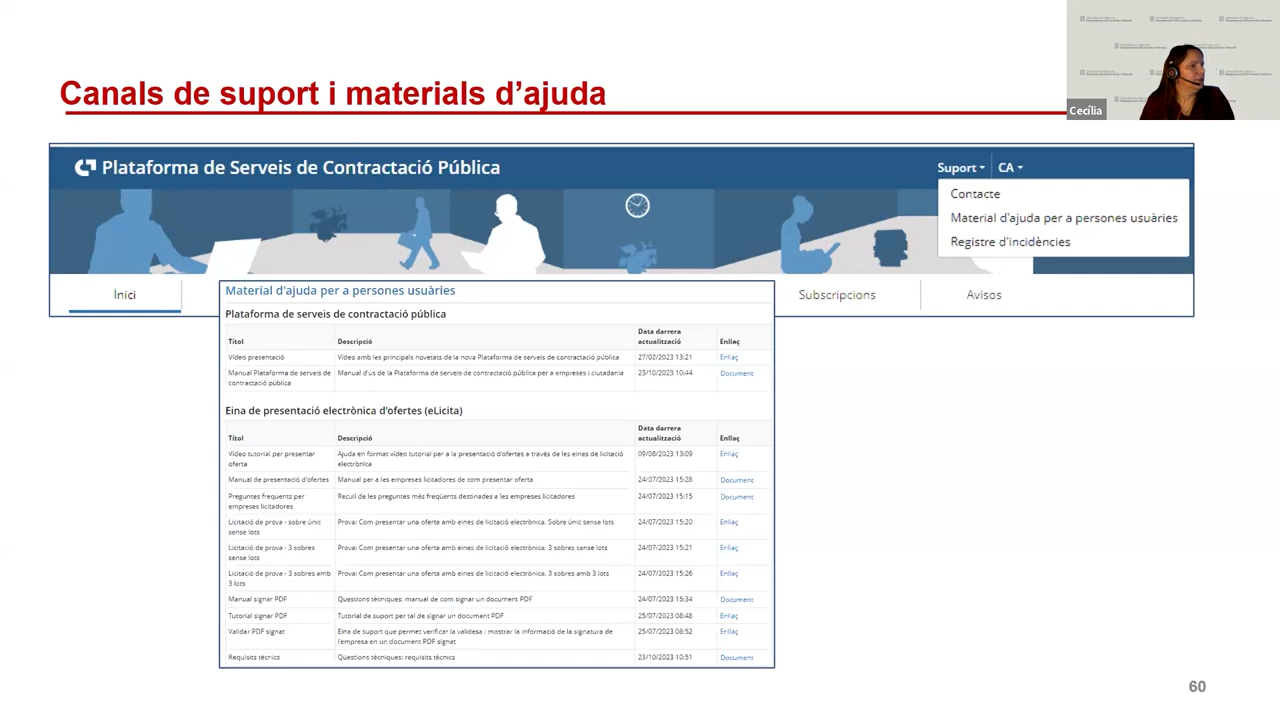 Canals de suport i materials d'ajuda
Cecília
Plataforma de Serveis de Contractació Pública
Suport
CA
Contacte
Material d'ajuda per a persones usuàries
Registre d'incidències
Inici
Subscripcions
Avisos
Material d'ajuda per a persones usuàries
Plataforma de serveis de contractació pública
Títol Descripció Data darrera actualització Enllaç
Vídeo presentació Vídeo amb les principals novetats de la nova Plataforma de serveis de contractació pública 27/02/2023 13:21 Enllaç
Manual Plataforma de serveis de contractació pública Manual d'ús de la Plataforma de serveis de contractació pública per a empreses i ciutadania 23/10/2023 10:44 Document
Eina de presentació electrònica d'ofertes (eLicita)
Títol Descripció Data darrera actualització Enllaç
Vídeo tutorial per presentar oferta Ajuda en format vídeo tutorial per a la presentació d'ofertes a través de les eines de licitació electrònica 09/08/2023 13:09 Enllaç
Manual de presentació d'ofertes Manual per a les empreses licitadores de com presentar oferta 24/07/2023 15:28 Document
Preguntes freqüents per empreses licitadores Recull de les preguntes més freqüents destinades a les empreses licitadores 24/07/2023 15:15 Document
Licitació de prova - sobre únic sense lots Prova: Com presentar una oferta amb eines de licitació electrònica. Sobre únic sense lots 24/07/2023 15:20 Enllaç
Licitació de prova - 3 sobres sense lots Prova: Com presentar una oferta amb eines de licitació electrònica. 3 sobres sense lots 24/07/2023 15:21 Enllaç
Licitació de prova - 3 sobres amb 3 lots Prova: Com presentar una oferta amb eines de licitació electrònica. 3 sobres amb 3 lots 24/07/2023 15:26 Enllaç
Manual signar PDF Qüestions tècniques: manual de com signar un document PDF 24/07/2023 15:34 Document
Tutorial signar PDF Tutorial de suport per tal de signar un document PDF 25/07/2023 08:48 Enllaç
Validar PDF signat Eina de suport que permet verificar la validesa i mostrar la informació de la signatura de l'empresa en un document PDF signat 25/07/2023 08:52 Enllaç
Requisits tècnics Qüestions tècniques: requisits tècnics 23/10/2023 10:51 Document
60